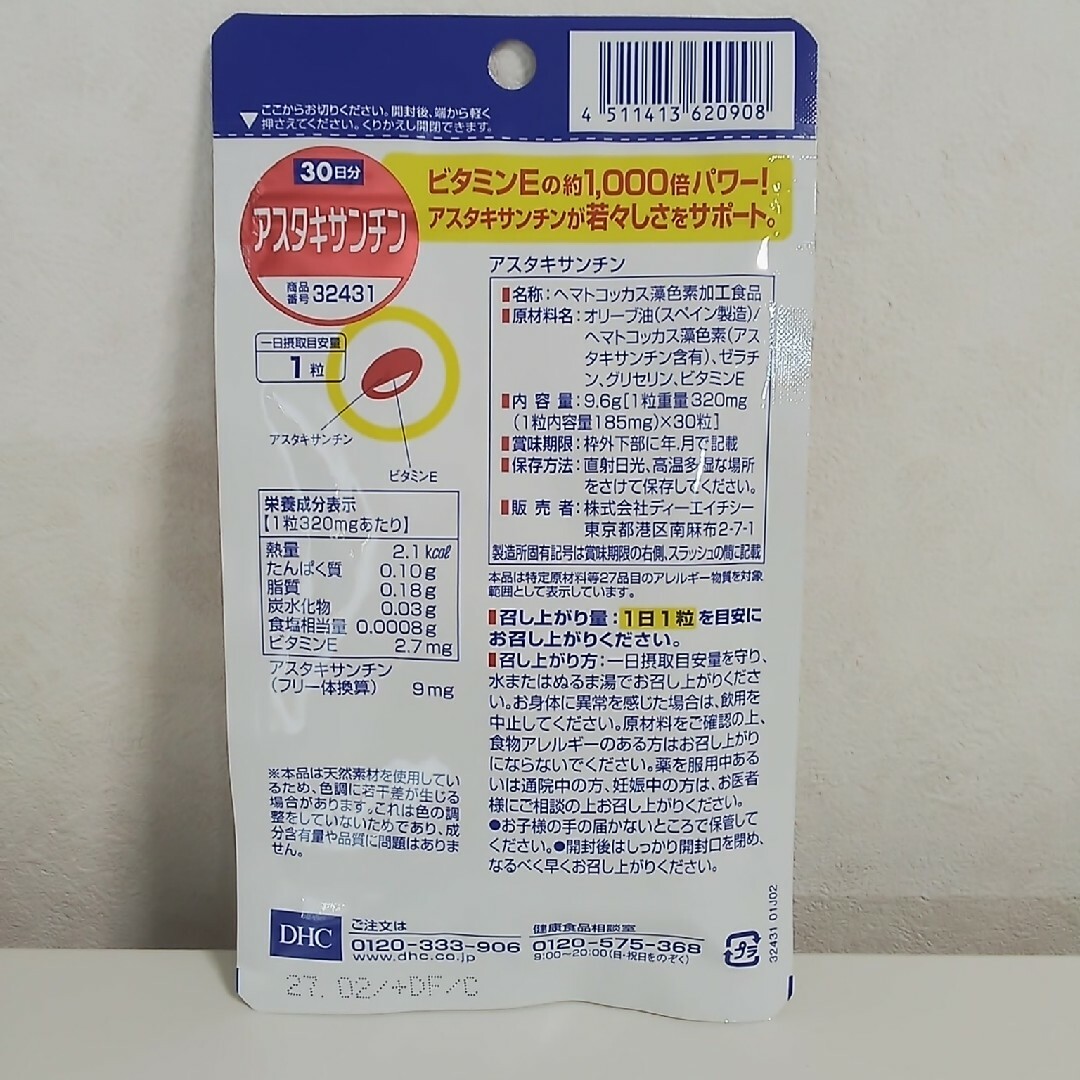 ここからお切りください。開封後、端から軽く
押さえてください。くりかえし開閉できます。
4 511413 620908
30日分
アスタキサンチン
商品番号 32431
ビタミンEの約1,000倍パワー!
アスタキサンチンが若々しさをサポート。
一日摂取目安量
1粒
アスタキサンチン
ビタミンE
栄養成分表示
[1粒320mgあたり]
熱量 2.1kcal
たんぱく質 0.10g
脂質 0.18g
炭水化物 0.03g
食塩相当量 0.0008g
ビタミンE 2.7mg
アスタキサンチン
(フリー体換算) 9mg
※本品は天然素材を使用してい
るため、色調に若干差が生じる
場合があります。これは色の調
整をしていないためであり、成
分含有量や品質に問題はありま
せん。
アスタキサンチン
名称:ヘマトコッカス藻色素加工食品
原材料名:オリーブ油(スペイン製造)/
ヘマトコッカス藻色素(アス
タキサンチン含有)、ゼラチ
ン、グリセリン、ビタミンE
内容量:9.6g[1粒重量320mg
(1粒内容量185mg)×30粒]
賞味期限:枠外下部に年、月で記載
保存方法:直射日光、高温多湿な場所
をさけて保存してください。
販売者:株式会社ディーエイチシー
東京都港区南麻布2-7-1
製造所固有記号は賞味期限の右側、スラッシュの間に記載
本品は特定原材料等27品目のアレルギー物質を対象
範囲として表示しています。
召し上がり量:1日1粒を目安に
お召し上がりください。
召し上がり方:一日摂取目安量を守り、
水またはぬるま湯でお召し上がりくださ
い。お身体に異常を感じた場合は、飲用を
中止してください。原材料をご確認の上、
食物アレルギーのある方はお召し上がり
にならないでください。薬を服用中ある
いは通院中の方、妊娠中の方は、お医者
様にご相談の上お召し上がりください。
●お子様の手の届かないところで保管して
ください。●開封後はしっかり開封口を閉め、
なるべく早くお召し上がりください。
DHC
ご注文は
0120-333-906
www.dhc.co.jp
健康食品相談室
0120-575-368
9:00~20:00(日・祝日をのぞく)
プラ
32431 01J02
27. 02/+DF/C